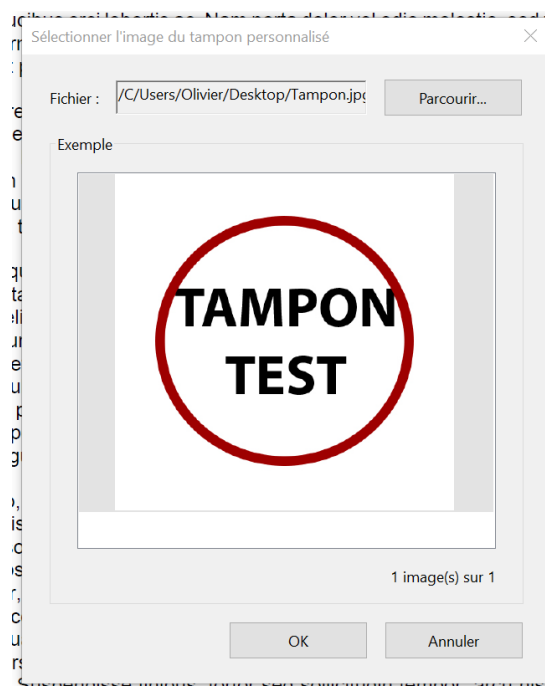 Sélectionner l'image du tampon personnalisé
Fichier :
/C/Users/Olivier/Desktop/Tampon.jpg
Parcourir...
Exemple
TAMPON
TEST
1 image(s) sur 1
OK
Annuler